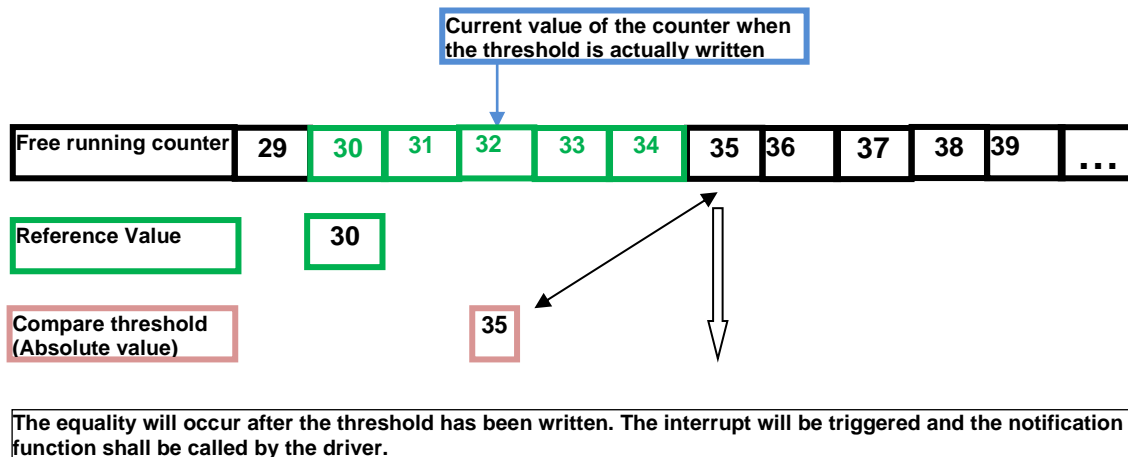 Current value of the counter when
the threshold is actually written
Free running counter 29 30 31 32 33 34 35 36 37 38 39 ...
Reference Value 30
Compare threshold
(Absolute value) 35
The equality will occur after the threshold has been written. The interrupt will be triggered and the notification
function shall be called by the driver.